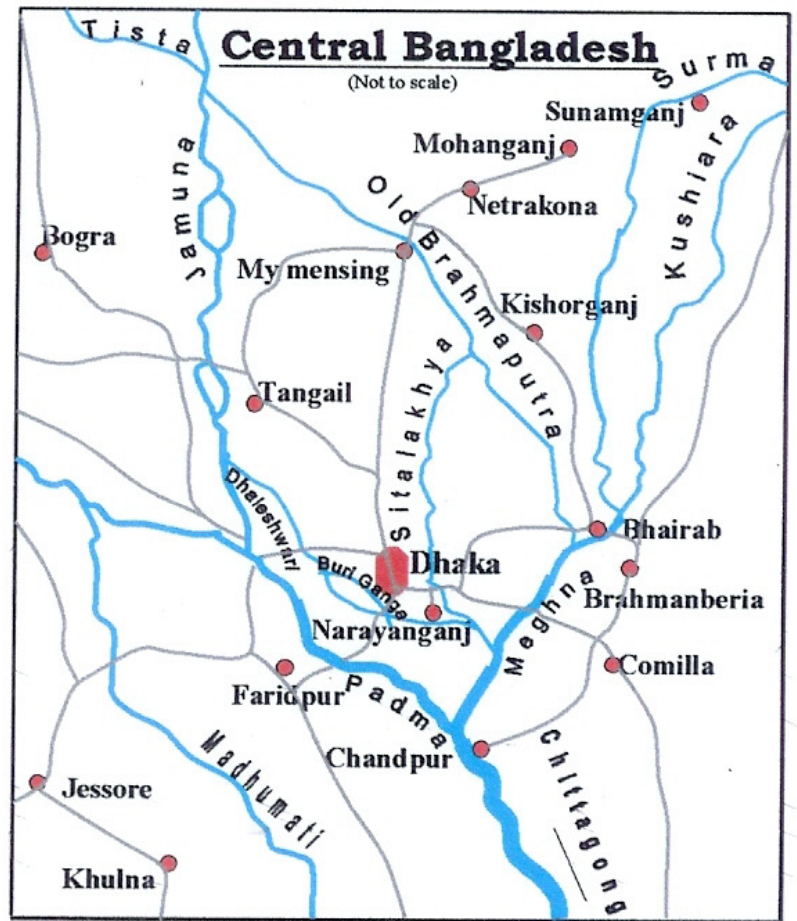 Central Bangladesh
(Not to scale)
Tista
Surma
Sunamganj
Mohanganj
Kushiara
Old Brahmaputra
Netrakona
Jamuna
Bogra
My mensing
Kishorganj
Sitalakhya
Tangail
Dhaleshwari
Bhairab
Buri Ganga
Dhaka
Brahmanberia
Meghna
Narayanganj
Comilla
Faridpur
Padma
Madhumati
Chandpur
Chittagong
Jessore
Khulna